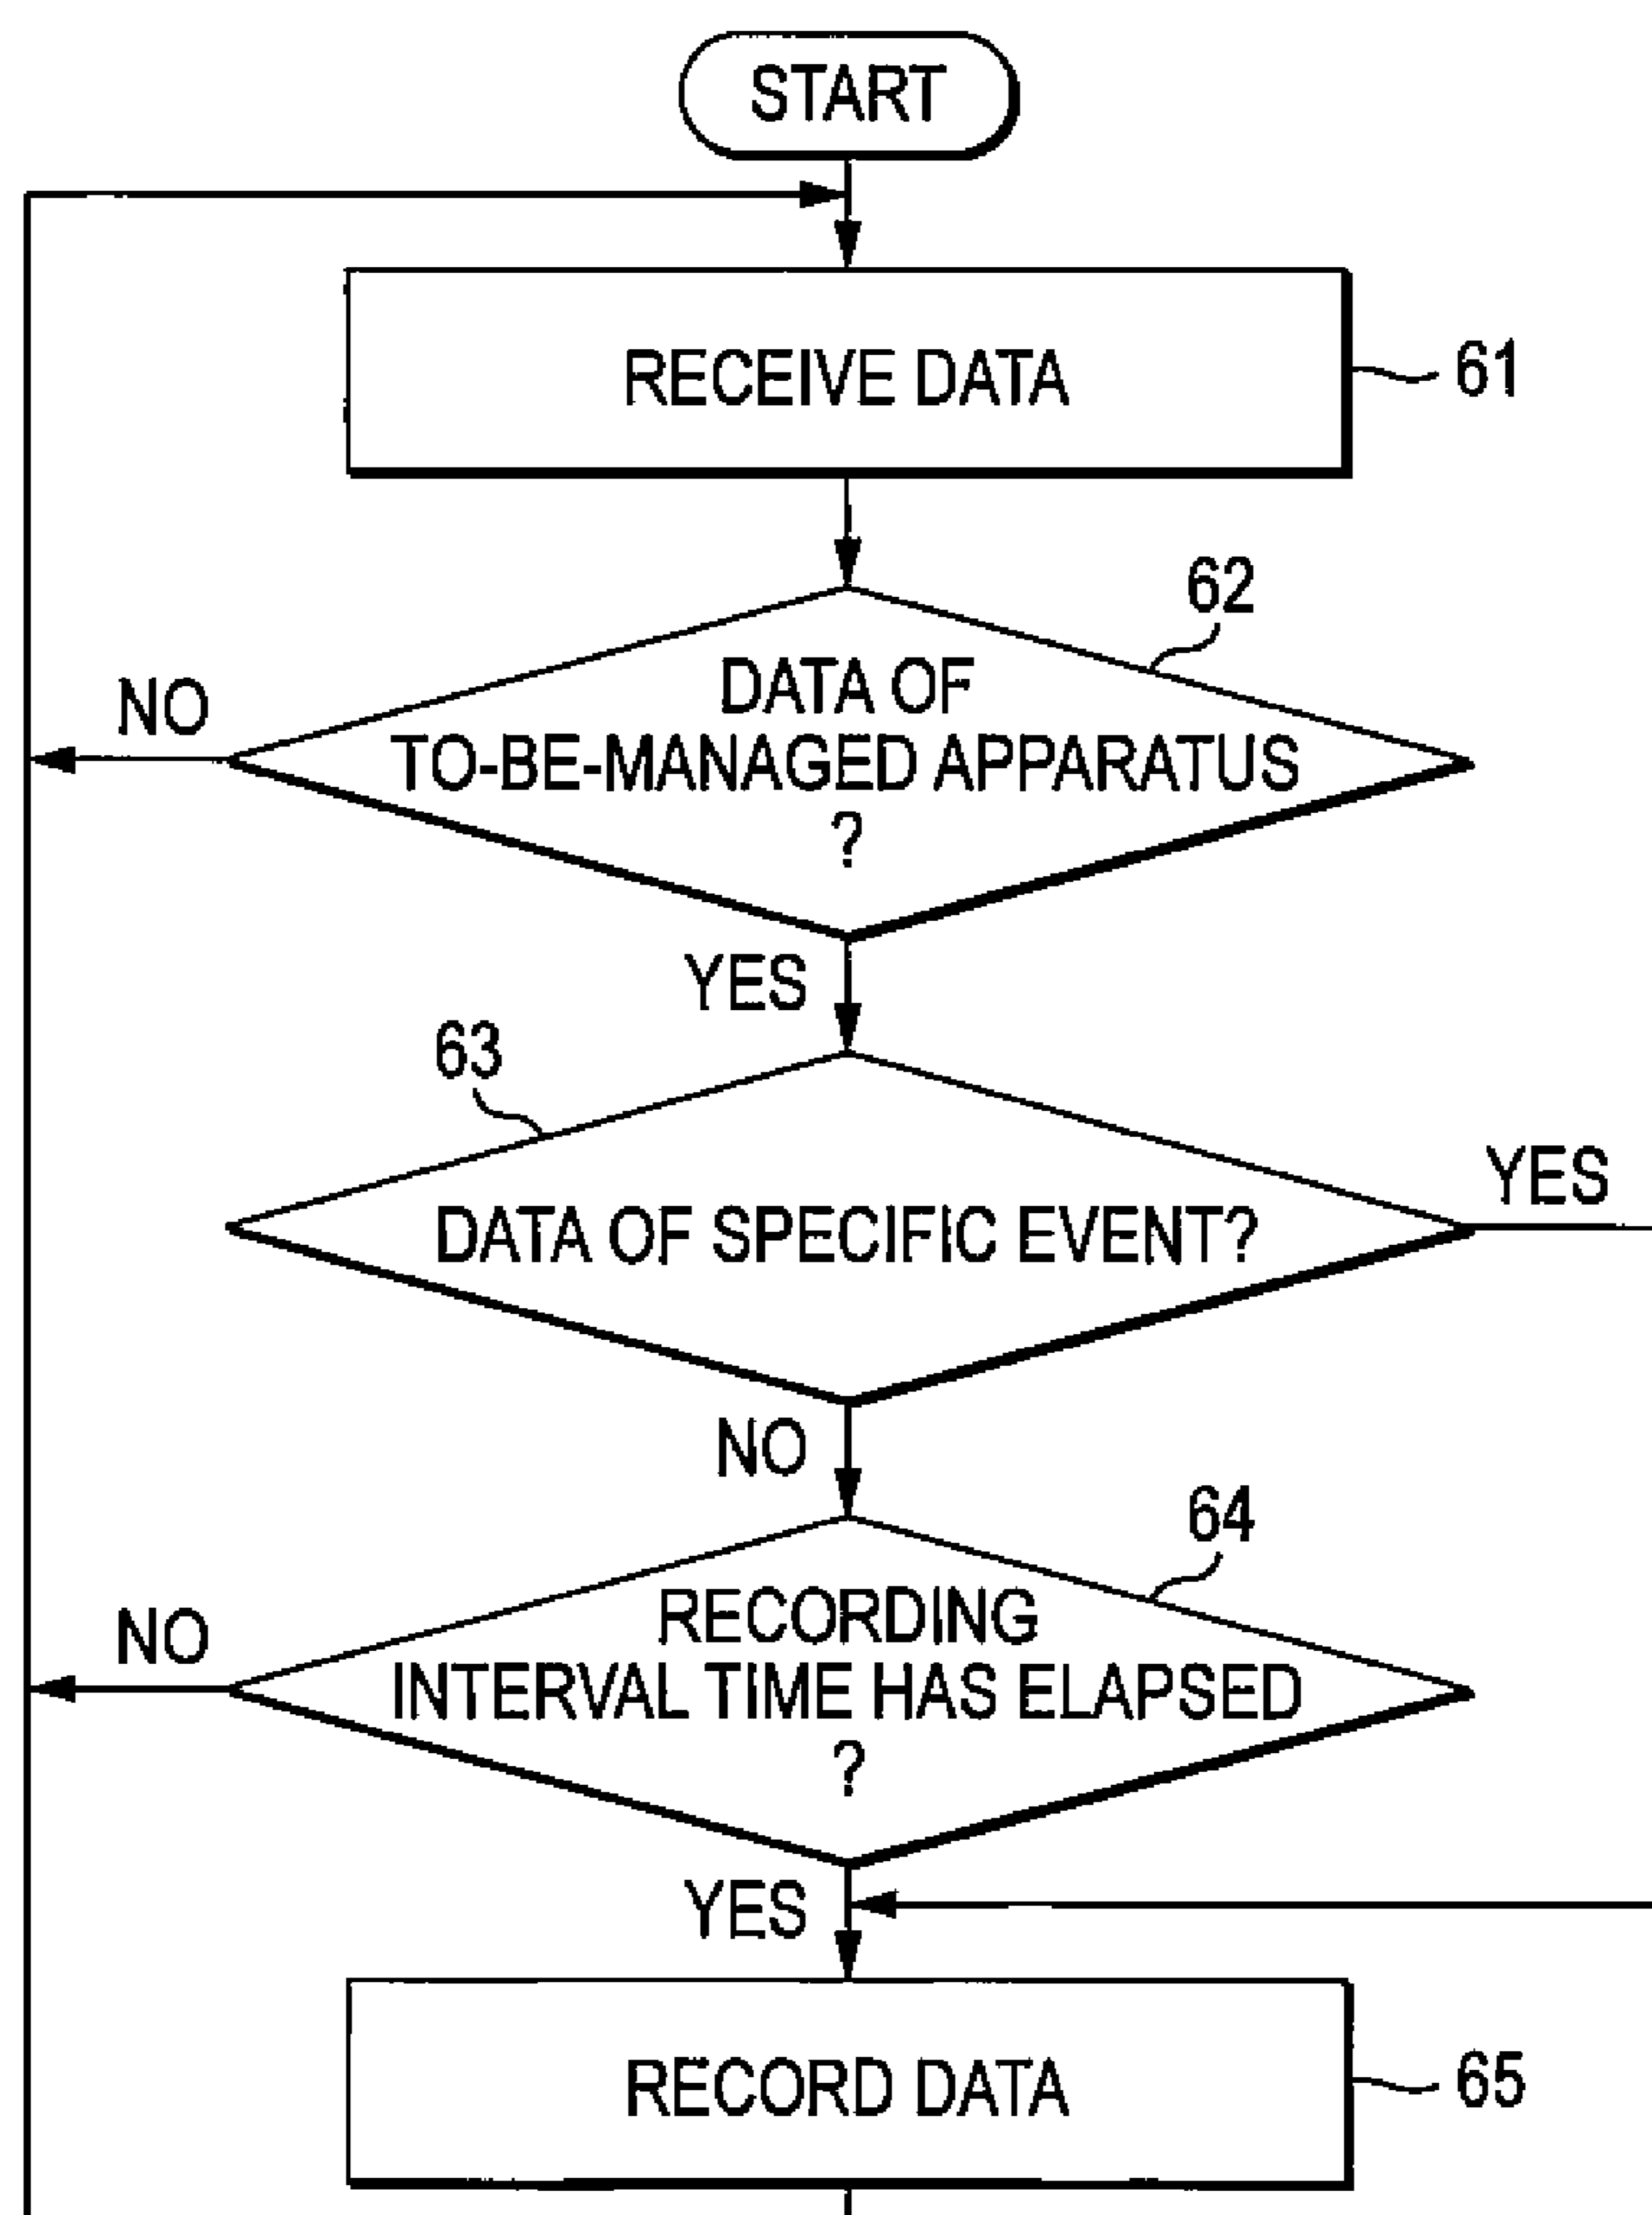 START
RECEIVE DATA
61
62
DATA OF
TO-BE-MANAGED APPARATUS
?
NO
YES
63
DATA OF SPECIFIC EVENT?
YES
NO
64
RECORDING
INTERVAL TIME HAS ELAPSED
?
NO
YES
RECORD DATA
65